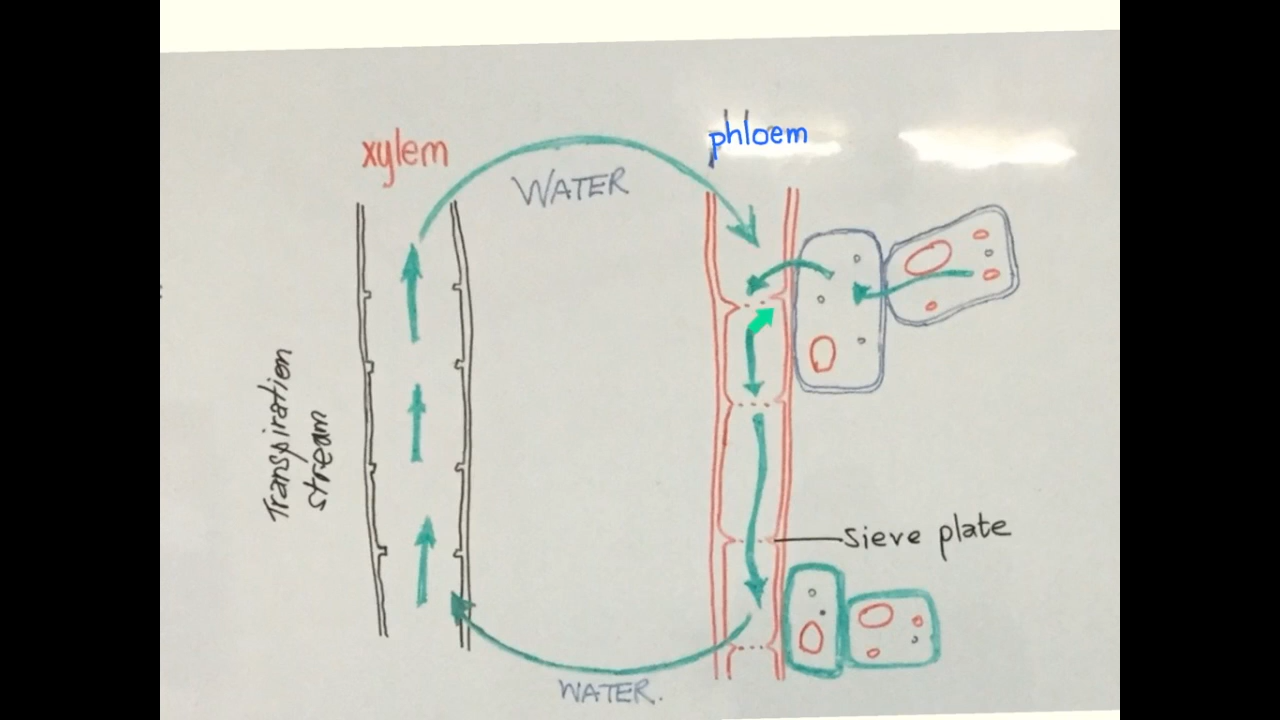 xylem
phloem
WATER
Transpiration
stream
sieve plate
WATER.